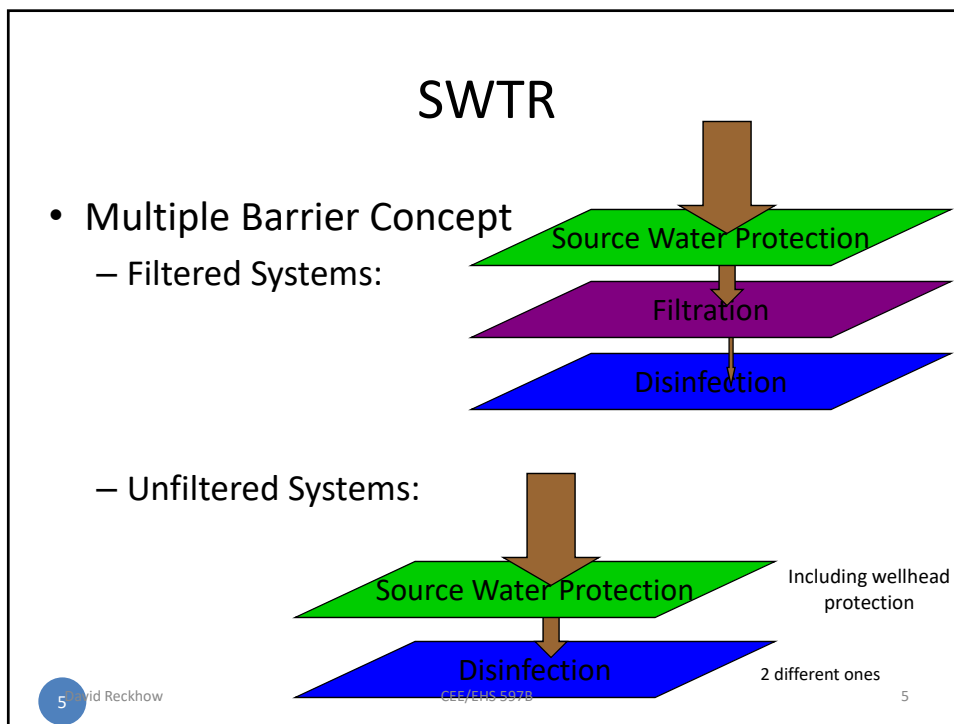 SWTR
• Multiple Barrier Concept
– Filtered Systems:
Source Water Protection
Filtration
Disinfection
– Unfiltered Systems:
Source Water Protection
Including wellhead
protection
Disinfection
2 different ones
5
David Reckhow
CEE/EHS 597B
5